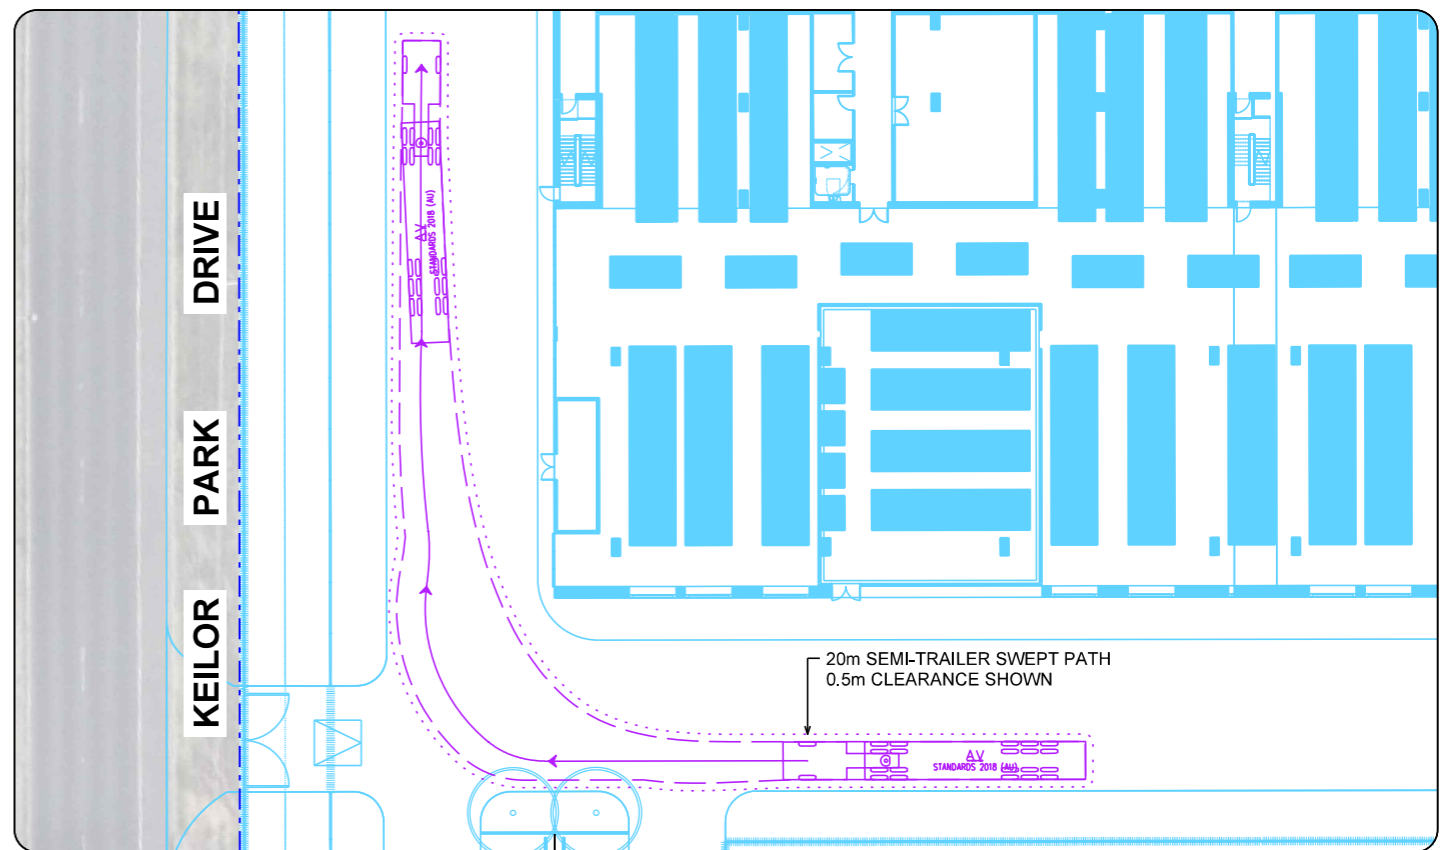 KEILOR PARK DRIVE
AV
STANDARDS 2018 (AU)
20m SEMI-TRAILER SWEPT PATH
0.5m CLEARANCE SHOWN
AV
STANDARDS 2018 (AU)